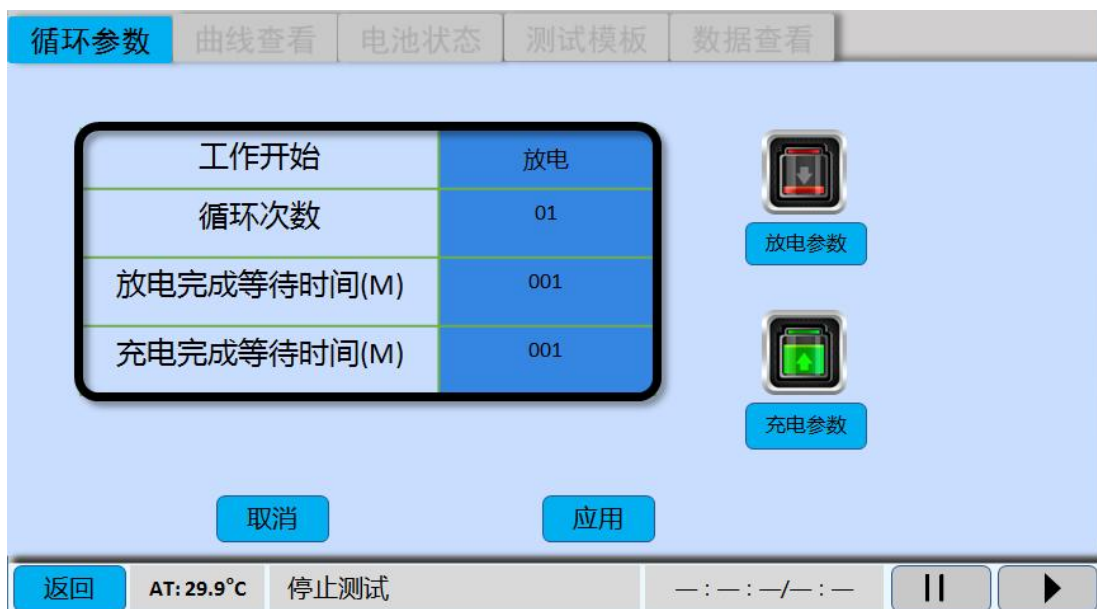 循环参数 曲线查看 电池状态 测试模板 数据查看
工作开始 放电
循环次数 01
放电参数
放电完成等待时间(M) 001
充电完成等待时间(M) 001
充电参数
取消 应用
返回 AT: 29.9°C 停止测试 —:—:—/—:—